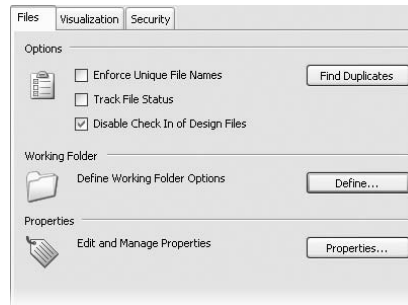 Files Visualization Security
Options
Enforce Unique File Names Find Duplicates
Track File Status
Disable Check In of Design Files
Working Folder
Define Working Folder Options Define...
Properties
Edit and Manage Properties Properties...